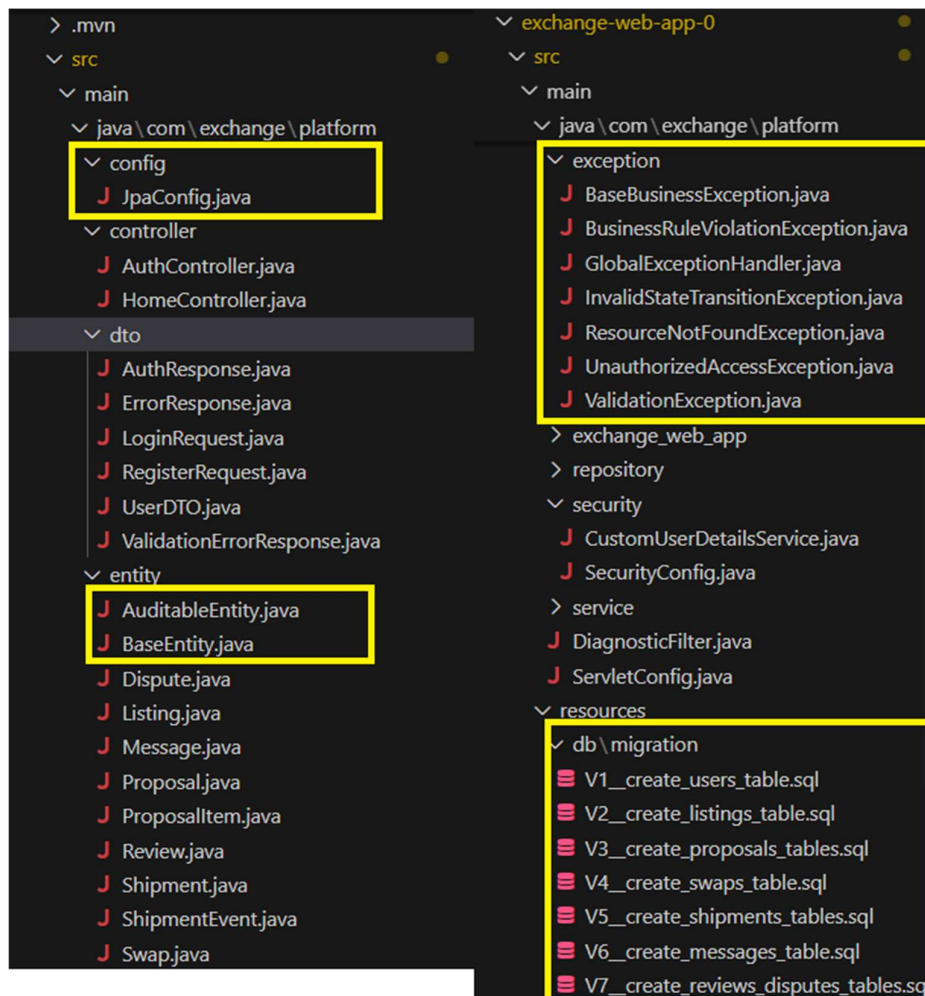 .mvn
src
main
java\com\exchange\platform
config
JpaConfig.java
controller
AuthController.java
HomeController.java
dto
AuthResponse.java
ErrorResponse.java
LoginRequest.java
RegisterRequest.java
UserDTO.java
ValidationErrorResponse.java
entity
AuditableEntity.java
BaseEntity.java
Dispute.java
Listing.java
Message.java
Proposal.java
ProposalItem.java
Review.java
Shipment.java
ShipmentEvent.java
Swap.java
exchange-web-app-0
src
main
java\com\exchange\platform
exception
BaseBusinessException.java
BusinessRuleViolationException.java
GlobalExceptionHandler.java
InvalidStateTransitionException.java
ResourceNotFoundException.java
UnauthorizedAccessException.java
ValidationException.java
exchange_web_app
repository
security
CustomUserDetailsService.java
SecurityConfig.java
service
DiagnosticFilter.java
ServletConfig.java
resources
db\migration
V1__create_users_table.sql
V2__create_listings_table.sql
V3__create_proposals_tables.sql
V4__create_swaps_table.sql
V5__create_shipments_tables.sql
V6__create_messages_table.sql
V7__create_reviews_disputes_tables.sq